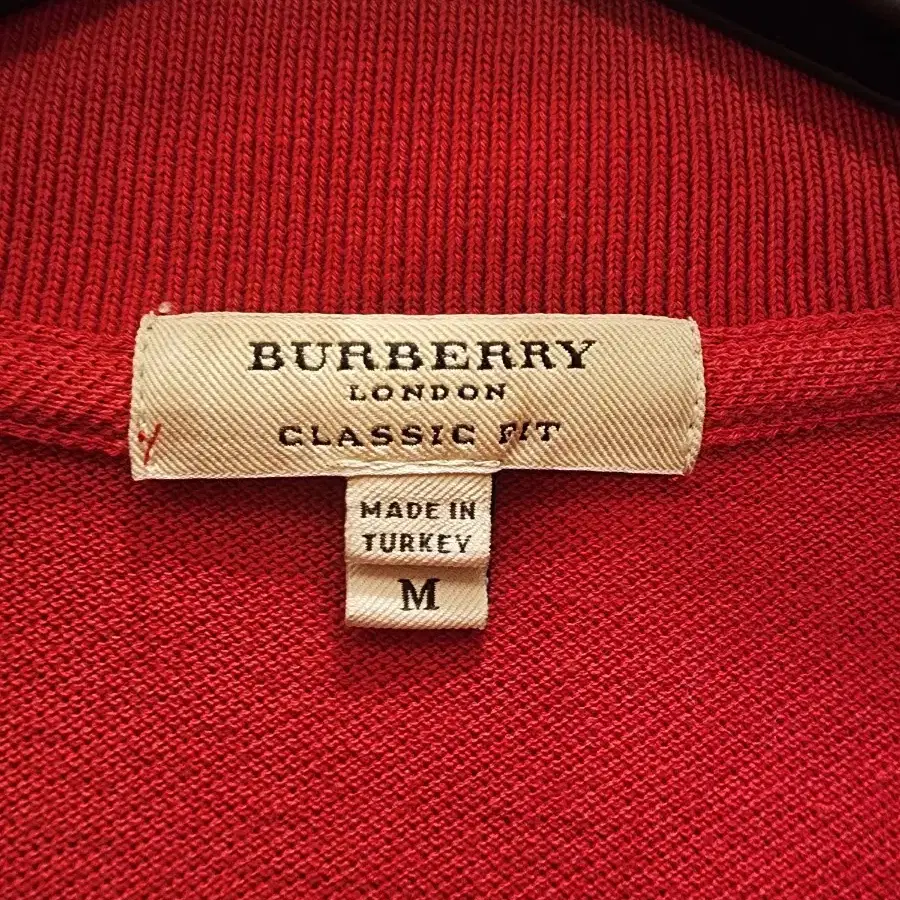 BURBERRY
LONDON
CLASSIC FIT
MADE IN
TURKEY
M